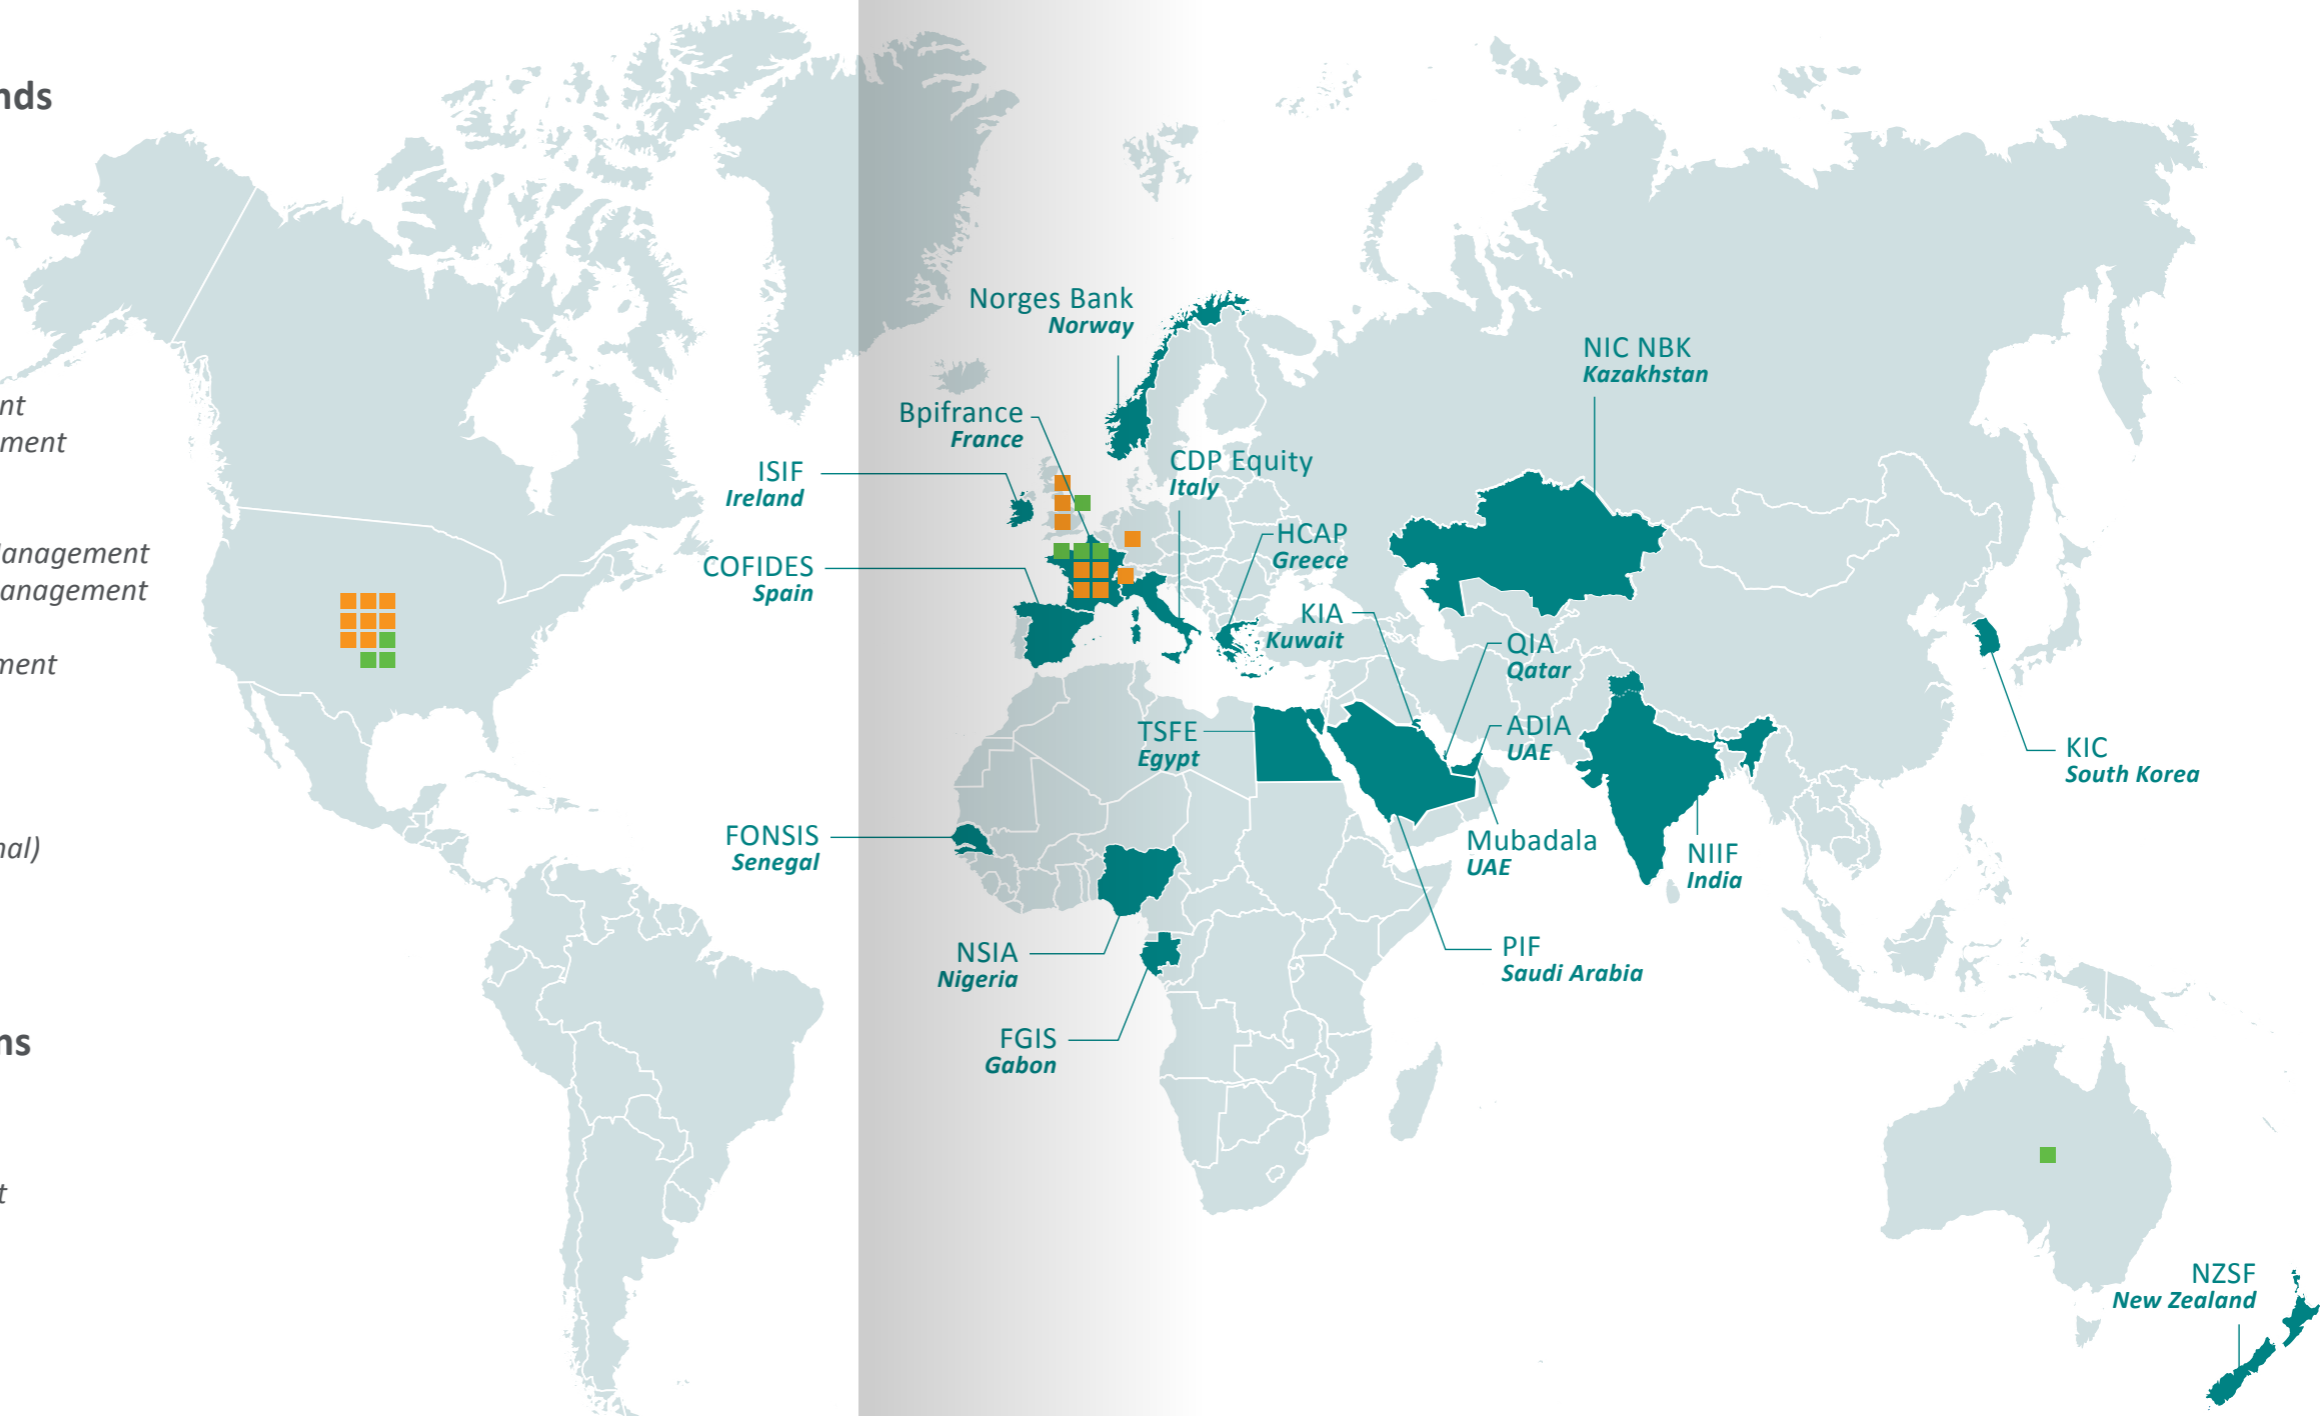 nds
nt
ment
anagement
anagement
ment
nal)
ns
t
Norges Bank
Norway
Bpifrance
France
ISIF
Ireland
COFIDES
Spain
CDP Equity
Italy
HCAP
Greece
KIA
Kuwait
NIC NBK
Kazakhstan
QIA
Qatar
ADIA
UAE
TSFE
Egypt
Mubadala
UAE
NIIF
India
KIC
South Korea
FONSIS
Senegal
NSIA
Nigeria
PIF
Saudi Arabia
FGIS
Gabon
NZSF
New Zealand